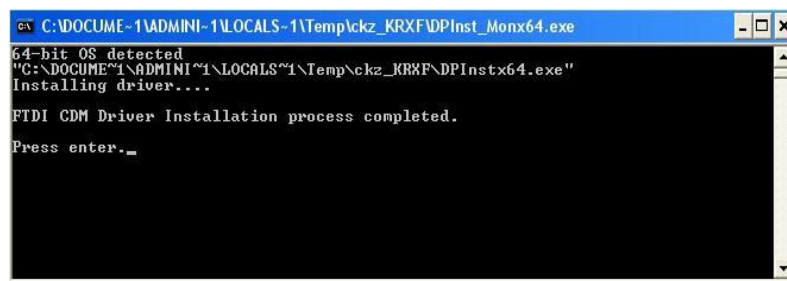 C:\DOCUME~1\ADMINI~1\LOCALS~1\Temp\ckz_KRXF\DPInst_Monx64.exe
64-bit OS detected
"C:\DOCUME~1\ADMINI~1\LOCALS~1\Temp\ckz_KRXF\DPInstx64.exe"
Installing driver....
FTDI CDM Driver Installation process completed.
Press enter._